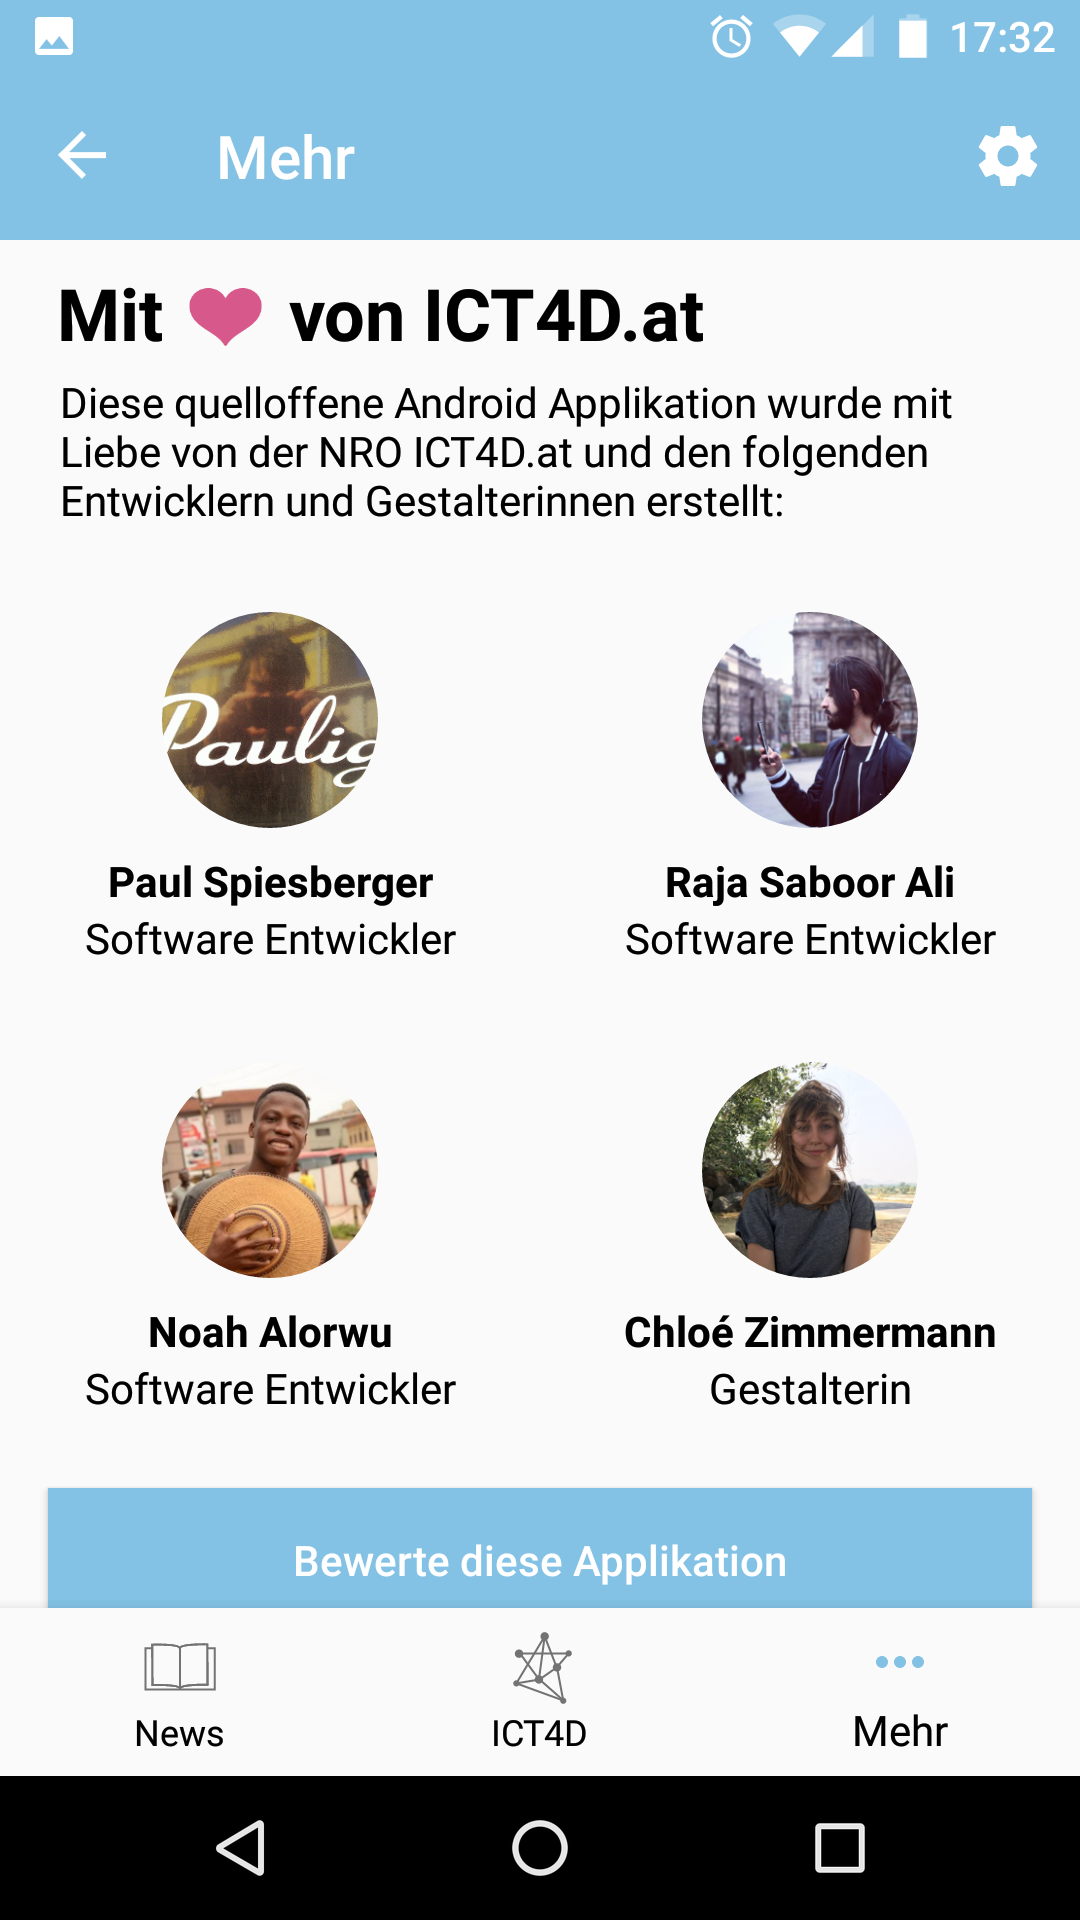 17:32
Mehr
Mit von ICT4D.at
Diese quelloffene Android Applikation wurde mit
Liebe von der NRO ICT4D.at und den folgenden
Entwicklern und Gestalterinnen erstellt:
Paulig
Paul Spiesberger
Software Entwickler
Raja Saboor Ali
Software Entwickler
Noah Alorwu
Software Entwickler
Chloé Zimmermann
Gestalterin
Bewerte diese Applikation
News
ICT4D
Mehr